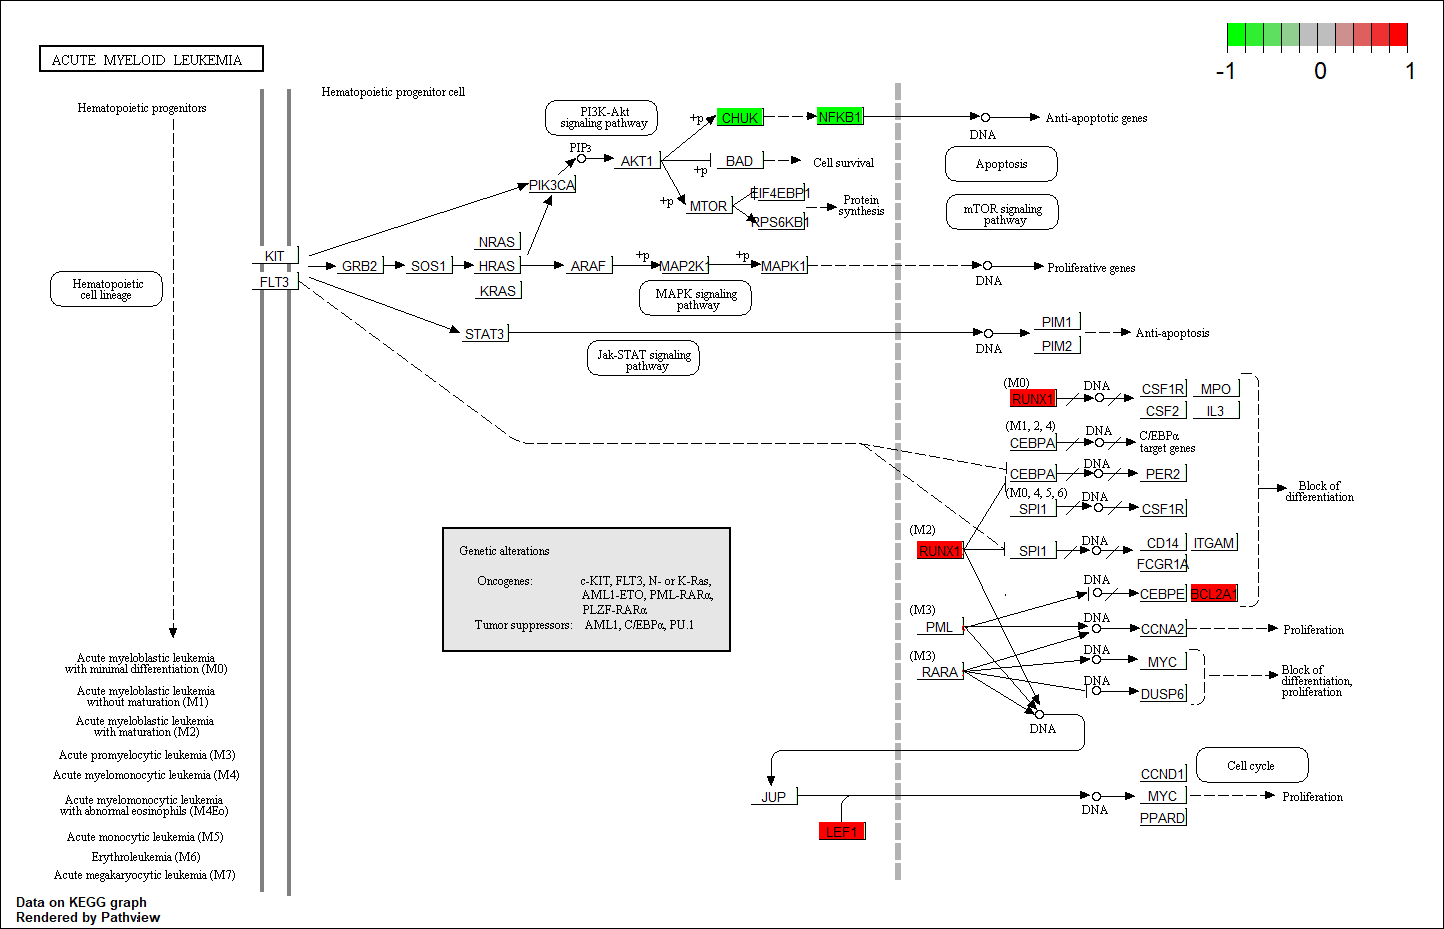 ACUTE MYELOID LEUKEMIA
-1
0
1
Hematopoietic progenitors
Hematopoietic progenitor cell
PI3K-Akt
signaling pathway
+p
CHUK
NFKB1
DNA
Anti-apoptotic genes
PIP3
AKT1
+p
BAD
Cell survival
Apoptosis
PIK3CA
+p
MTOR
EIF4EBP1
RPS6KB1
Protein
synthesis
mTOR signaling
pathway
KIT
FLT3
GRB2
SOS1
NRAS
HRAS
KRAS
ARAF
+p
MAP2K1
+p
MAPK1
DNA
Proliferative genes
Hematopoietic
cell lineage
MAPK signaling
pathway
STAT3
DNA
PIM1
PIM2
Anti-apoptosis
Jak-STAT signaling
pathway
(M0)
RUNX1
DNA
CSF1R
MPO
CSF2
IL3
(M1, 2, 4)
CEBPA
DNA
C/EBPα
target genes
CEBPA
DNA
PER2
(M0, 4, 5, 6)
SPI1
DNA
CSF1R
Block of
differentiation
(M2)
RUNX1
SPI1
DNA
CD14
ITGAM
FCGR1A
DNA
CEBPE
BCL2A1
Genetic alterations
Oncogenes:
c-KIT, FLT3, N- or K-Ras,
AML1-ETO, PML-RARα,
PLZF-RARα
Tumor suppressors:
AML1, C/EBPα, PU.1
(M3)
PML
DNA
CCNA2
Proliferation
(M3)
RARA
DNA
MYC
DNA
DUSP6
Block of
differentiation,
proliferation
DNA
Acute myeloblastic leukemia
with minimal differentiation (M0)
Acute myeloblastic leukemia
without maturation (M1)
Acute myeloblastic leukemia
with maturation (M2)
Acute promyelocytic leukemia (M3)
Acute myelomonocytic leukemia (M4)
Acute myelomonocytic leukemia
with abnormal eosinophils (M4Eo)
Acute monocytic leukemia (M5)
Erythroleukemia (M6)
Acute megakaryocytic leukemia (M7)
JUP
LEF1
DNA
CCND1
MYC
PPARD
Cell cycle
Proliferation
Data on KEGG graph
Rendered by Pathview